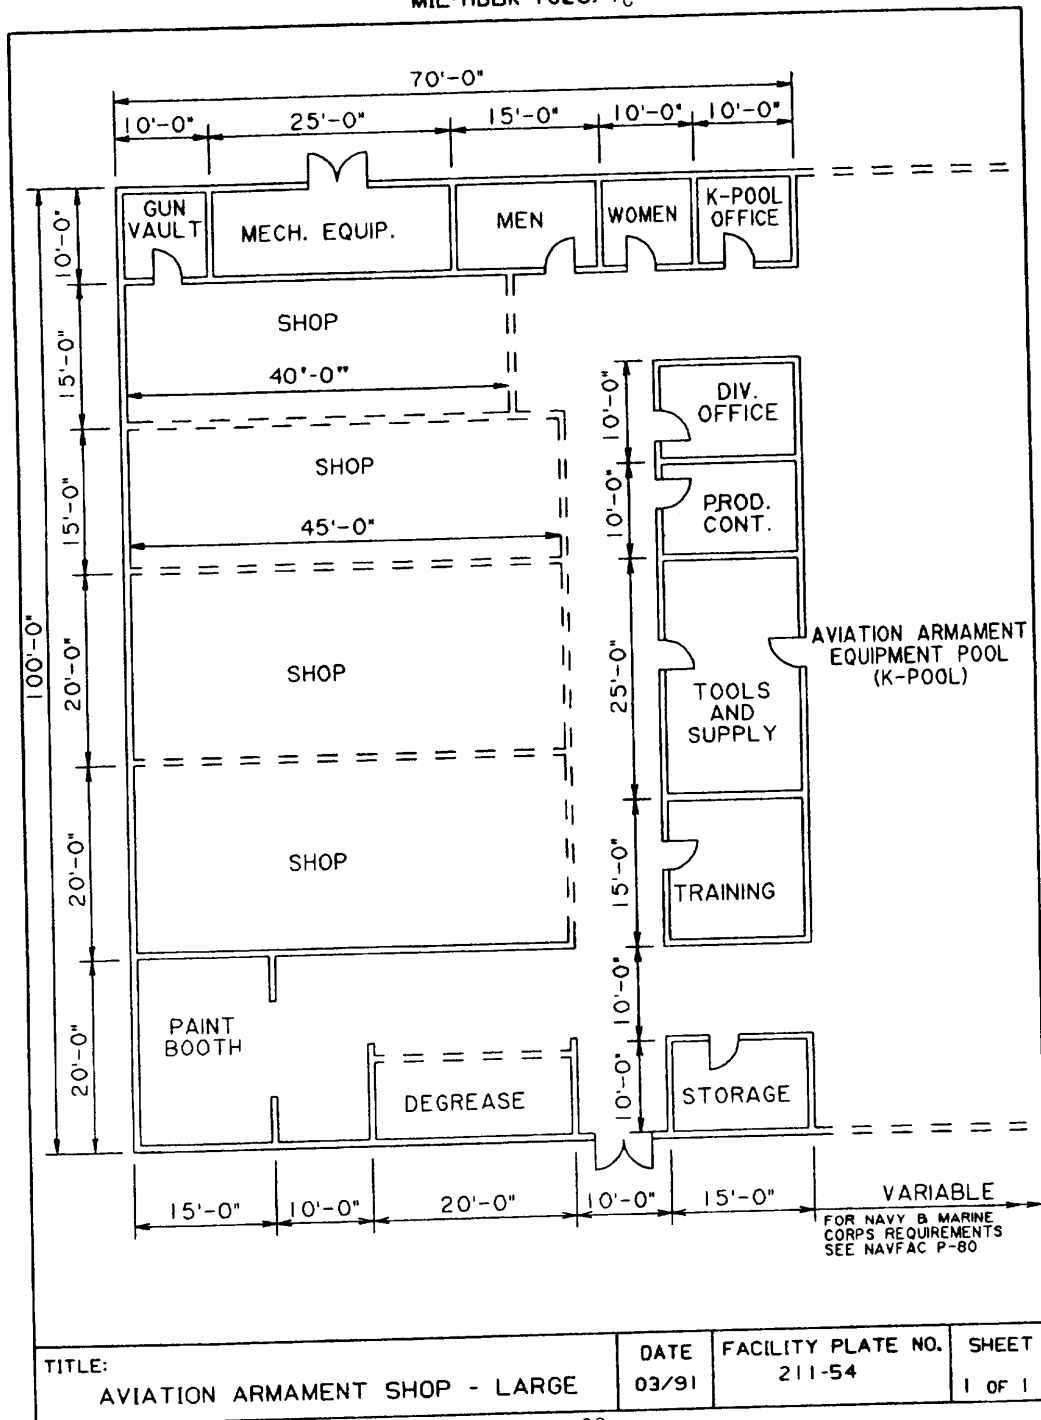 70'-0"
10'-0" 25'-0" 15'-0" 10'-0" 10'-0"
GUN
VAULT
MECH. EQUIP.
MEN
WOMEN
K-POOL
OFFICE
10'-0"
SHOP
15'-0"
40'-0"
10'-0"
DIV.
OFFICE
SHOP
15'-0"
45'-0"
10'-0"
PROD.
CONT.
100'-0"
20'-0"
SHOP
25'-0"
TOOLS
AND
SUPPLY
AVIATION ARMAMENT
EQUIPMENT POOL
(K-POOL)
20'-0"
SHOP
15'-0"
TRAINING
20'-0"
PAINT
BOOTH
10'-0"
DEGREASE
10'-0"
STORAGE
15'-0" 10'-0" 20'-0" 10'-0" 15'-0" VARIABLE
FOR NAVY & MARINE
CORPS REQUIREMENTS
SEE NAVFAC P-80
TITLE:
AVIATION ARMAMENT SHOP - LARGE
DATE
03/91
FACILITY PLATE NO.
211-54
SHEET
1 OF 1